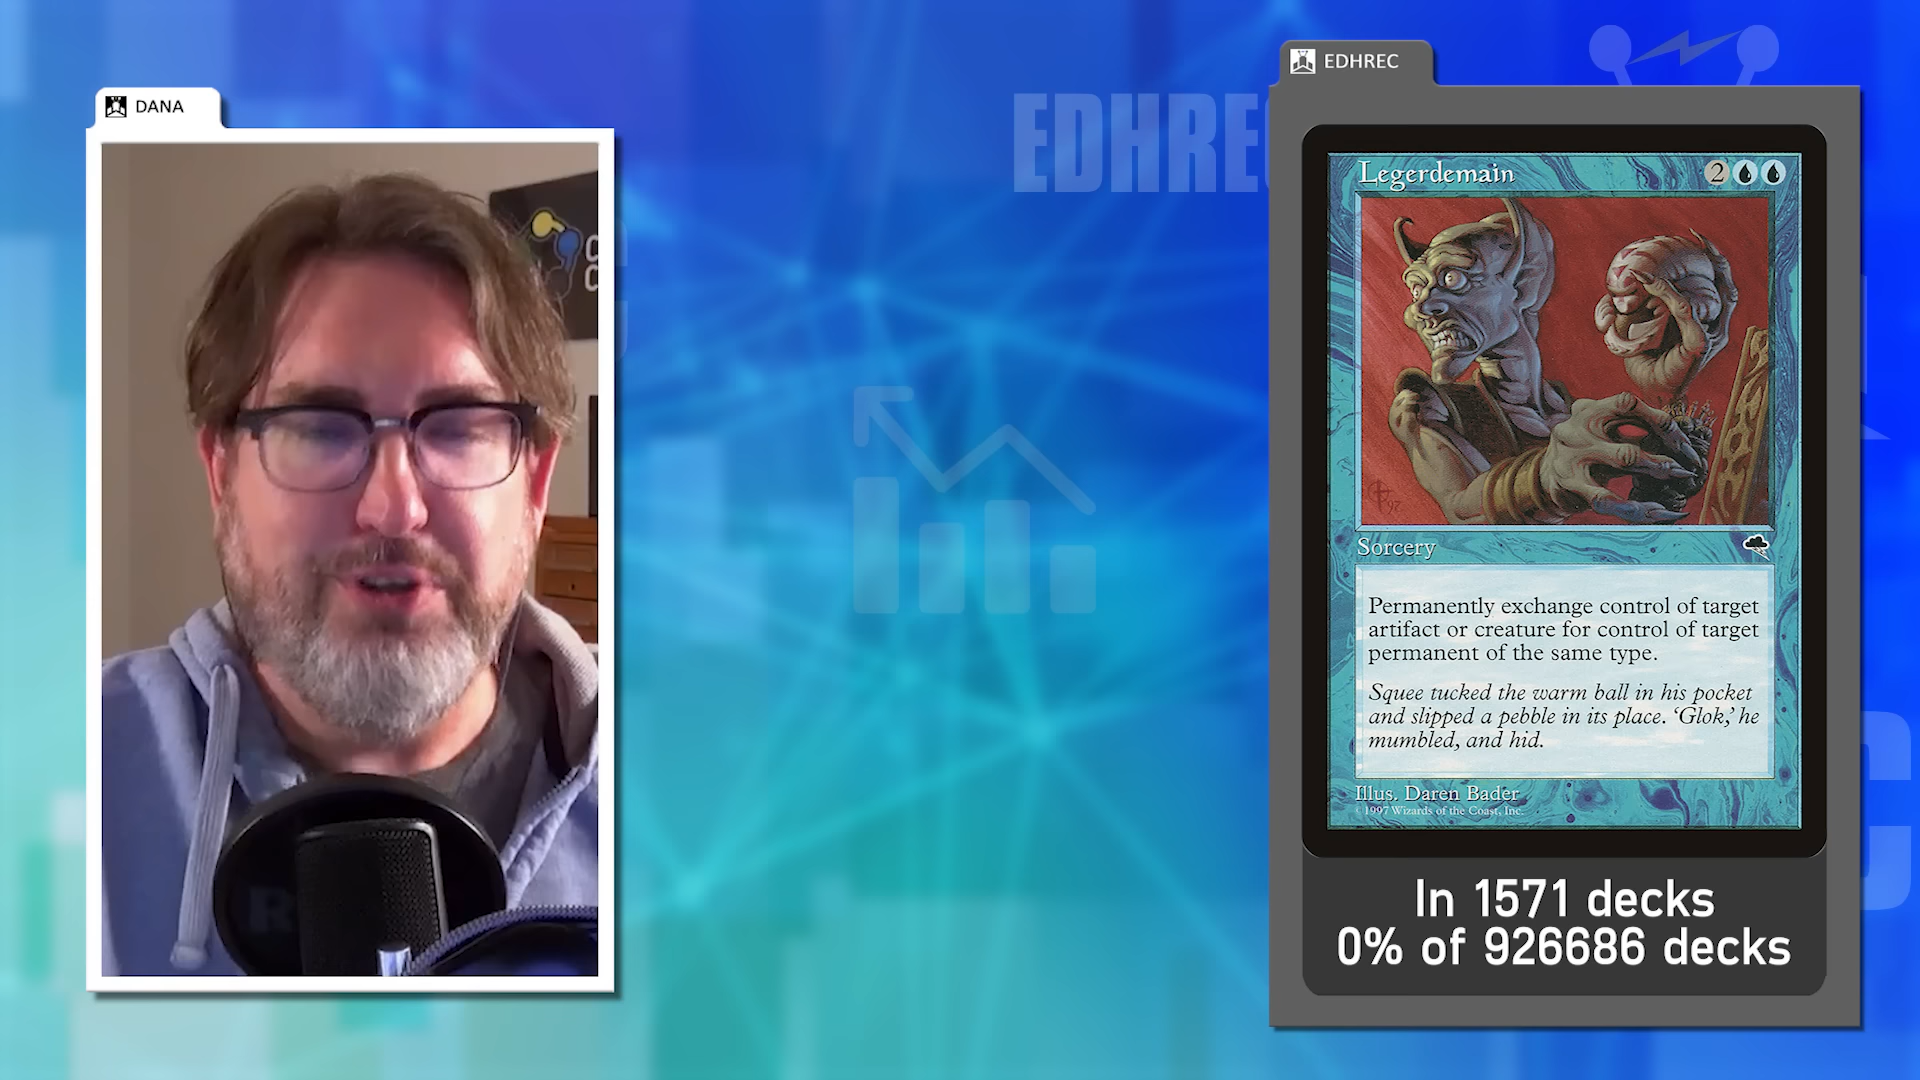 DANA
EDHREC
EDHREC
Legerdemain
2
Sorcery
Permanently exchange control of target
artifact or creature for control of target
permanent of the same type.
Squee tucked the warm ball in his pocket
and slipped a pebble in its place. ‘Glok,’ he
mumbled, and hid.
Illus. Daren Bader
©1997 Wizards of the Coast, Inc.
In 1571 decks
0% of 926686 decks